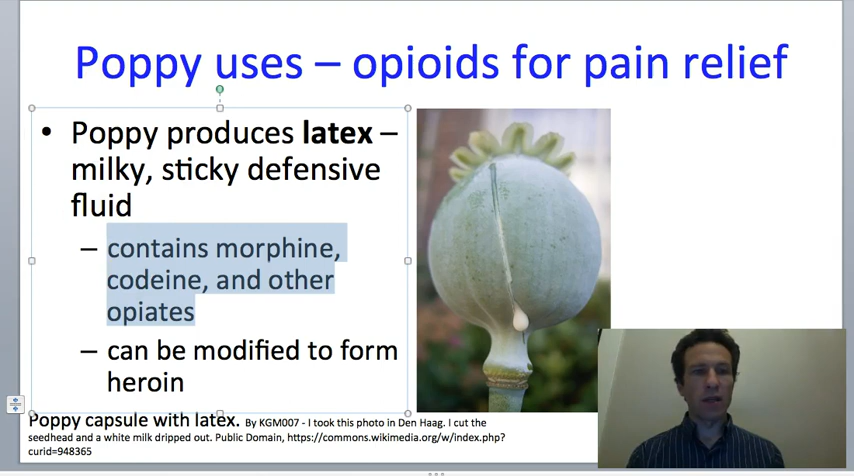 Poppy uses – opioids for pain relief
• Poppy produces latex –
milky, sticky defensive
fluid
– contains morphine,
codeine, and other
opiates
– can be modified to form
heroin
Poppy capsule with latex. By KGM007 - I took this photo in Den Haag. I cut the
seedhead and a white milk dripped out. Public Domain, https://commons.wikimedia.org/w/index.php?
curid=948365